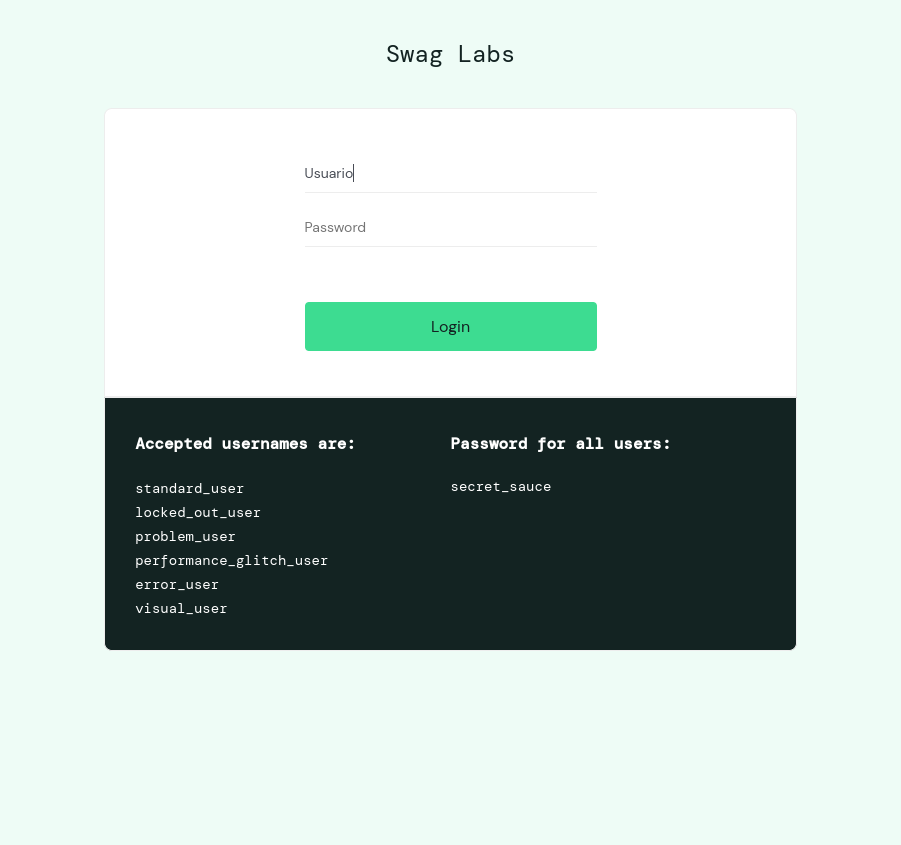 Swag Labs
Usuario
Password
Login
Accepted usernames are:
standard_user
locked_out_user
problem_user
performance_glitch_user
error_user
visual_user
Password for all users:
secret_sauce